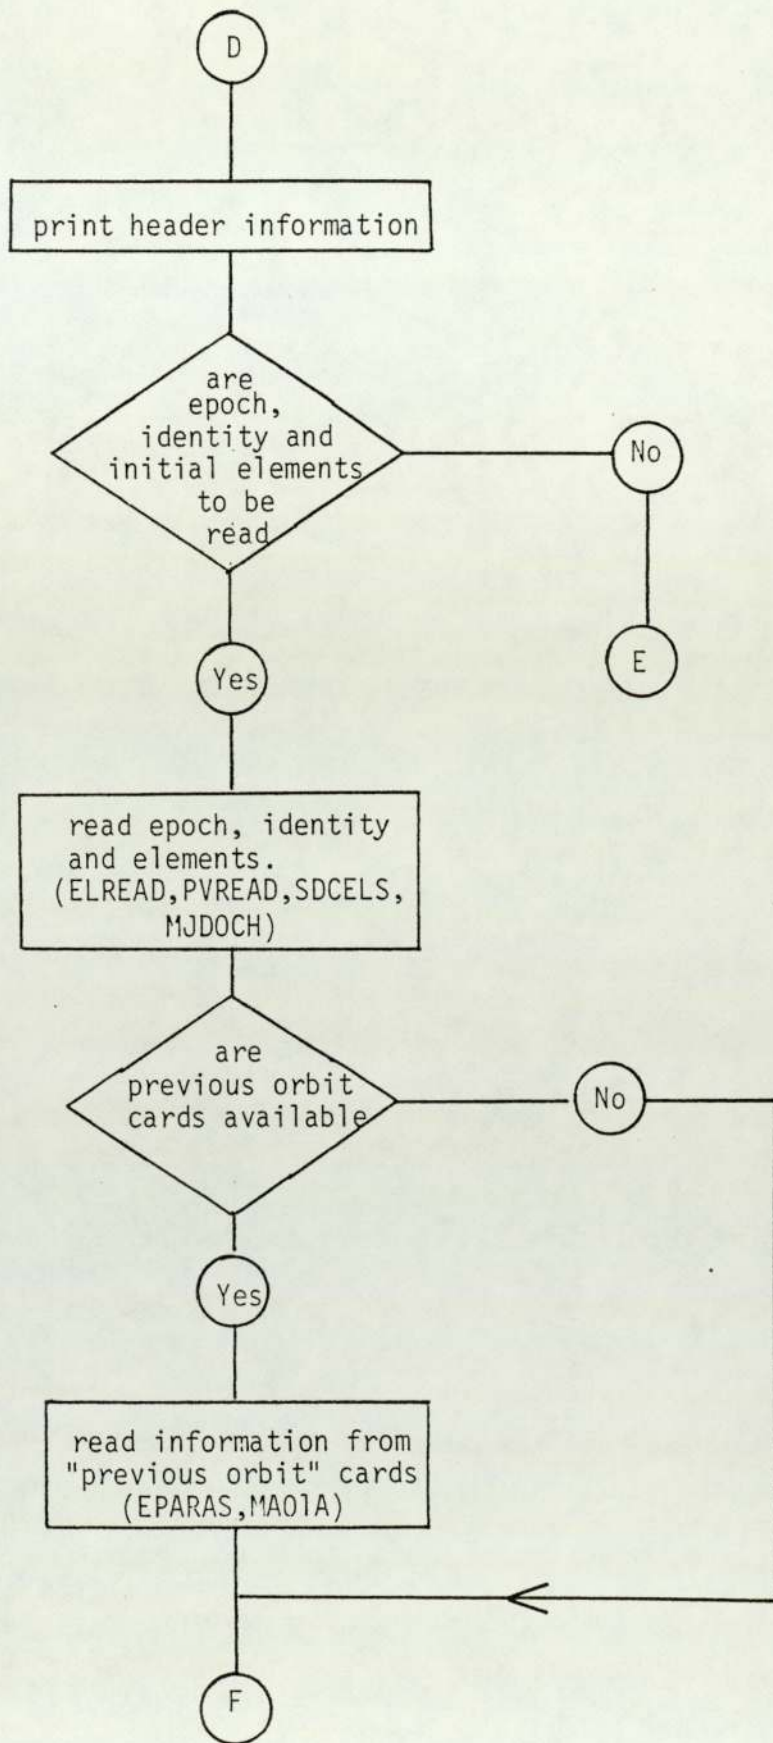 D
print header information
are
epoch,
identity and
initial elements
to be
read
No
Yes
E
read epoch, identity
and elements.
(ELREAD,PVREAD,SDCELS,
MJDOCH)
are
previous orbit
cards available
No
Yes
read information from
"previous orbit" cards
(EPARAS,MA01A)
F